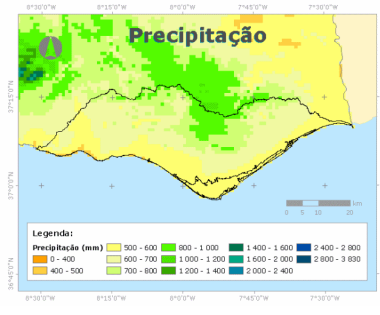 8°30'0"W 8°15'0"W 8°0'0"W 7°45'0"W 7°30'0"W
Precipitação
37°15'0"N
37°0'0"N
36°45'0"N
km
0 5 10 20
Legenda:
Precipitação (mm)
0 - 400
400 - 500
500 - 600
600 - 700
700 - 800
800 - 1 000
1 000 - 1 200
1 200 - 1 400
1 400 - 1 600
1 600 - 2 000
2 000 - 2 400
2 400 - 2 800
2 800 - 3 830
8°30'0"W 8°15'0"W 8°0'0"W 7°45'0"W 7°30'0"W